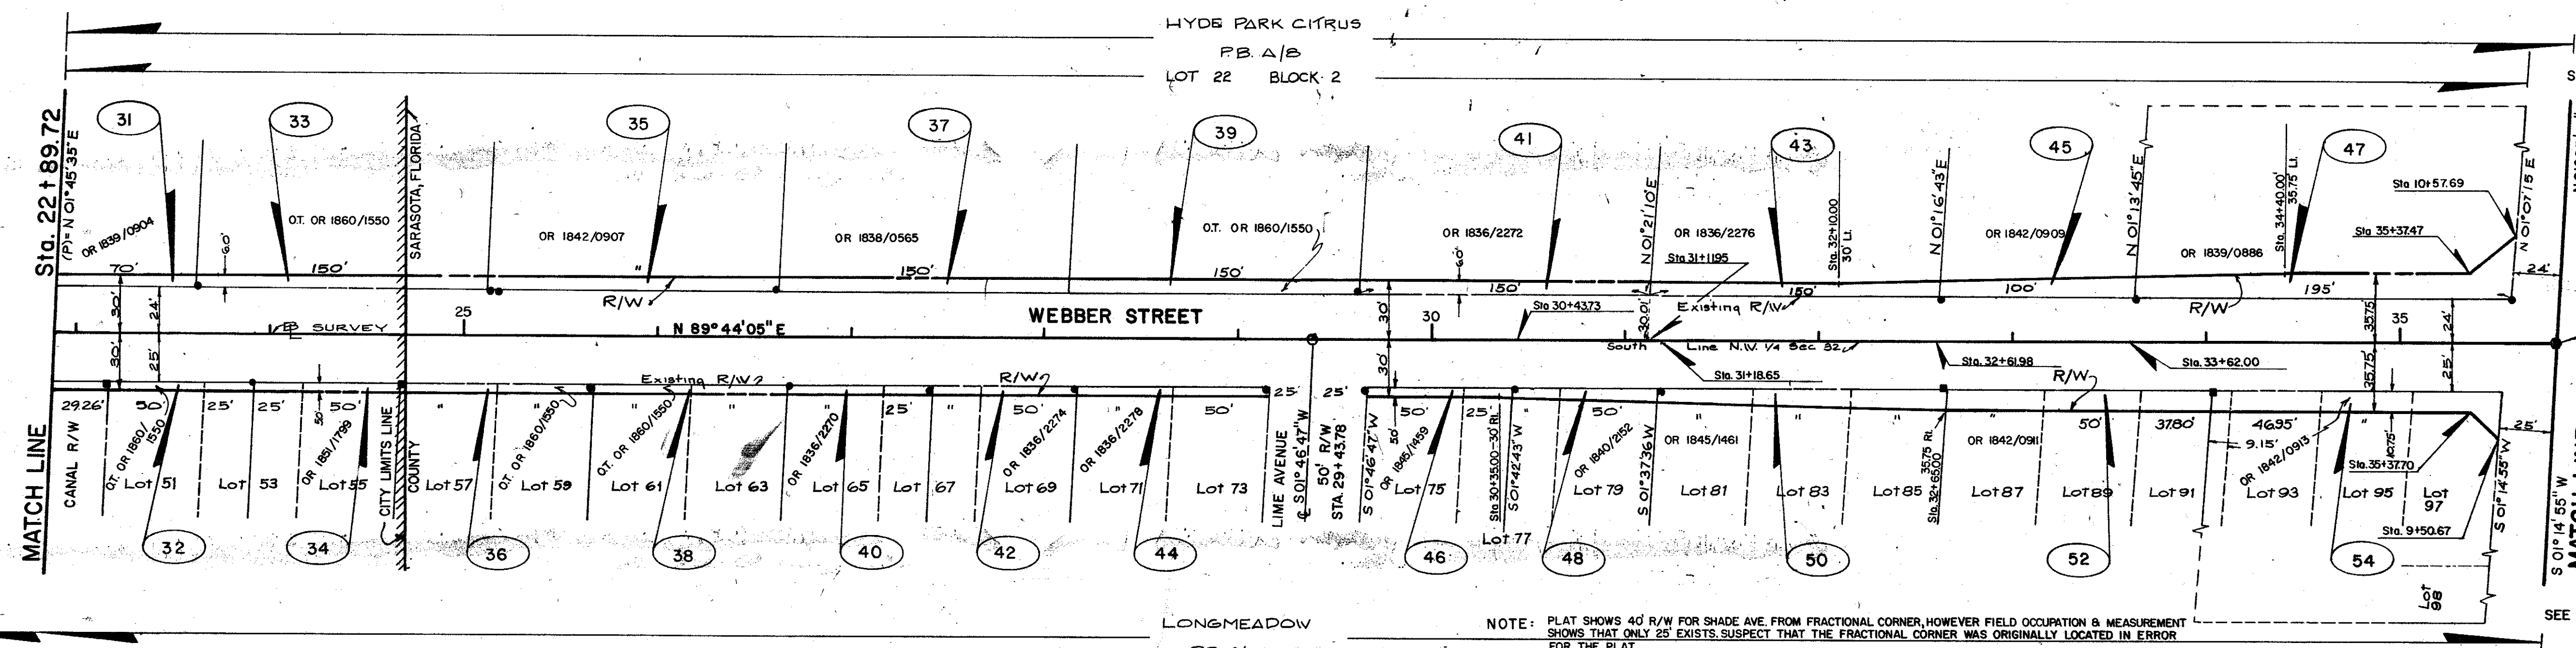 HYDE PARK CITRUS
P.B. A/8
LOT 22 BLOCK 2
Sta. 22+89.72
(P)= N 01°45'35" E
31
33
35
37
39
41
43
45
47
SARASOTA, FLORIDA
OR 1839/0904
O.T. OR 1860/1550
OR 1842/0907
OR 1838/0565
O.T. OR 1860/1550
OR 1836/2272
N 01°21'10" E
OR 1836/2276
Sta. 32+10.00
30' Lt.
N 01°16'43" E
OR 1842/0909
N 01°13'45" E
OR 1839/0886
Sta. 34+40.00'
35.75 Lt.
Sta 10+57.69
Sta 35+37.47
N 01°07'15 E
24'
70'
6.0'
150'
"
150'
150'
6.0'
150'
Sta 31+11.95
150'
100'
195'
R/W
Existing R/W
R/W
30'
24'
WEBBER STREET
30'
Sta 30+43.73
30.01'
35.75
24'
℄ SURVEY
25
N 89°44'05" E
30
35
South Line N.W. 1/4 Sec 32
30'
25'
30'
Sta. 31+18.65
Sta. 32+61.98
Sta. 33+62.00
35.75'
25'
Existing R/W
R/W
R/W
MATCH LINE
CANAL R/W
29.26'
50'
25'
25'
50'
50'
"
"
"
"
"
25'
50'
"
50'
25'
25'
50'
25'
"
50'
"
"
"
"
50'
37.80'
46.95'
"
25'
O.T. OR 1860/1550
OR 1851/1799
O.T. OR 1860/1550
O.T. OR 1860/1550
OR 1836/2270
OR 1836/2274
OR 1836/2278
OR 1845/1459
50'
OR 1840/2152
OR 1845/1461
OR 1842/0911
9.15'
OR 1842/0913
40.75'
Sta. 35+37.70
Lot 51
Lot 53
Lot 55
CITY LIMITS LINE
COUNTY
Lot 57
Lot 59
Lot 61
Lot 63
Lot 65
Lot 67
Lot 69
Lot 71
Lot 73
LIME AVENUE
℄ S 01°46'47" W
50' R/W
STA. 29+43.78'
S 01°46'47" W
Lot 75
Sta 30+35.00-30' Rt.
S 01°42'43" W
Lot 77
Lot 79
S 01°37'36 W
Lot 81
Lot 83
Lot 85
Sta. 32+65.00
35.75 Rt.
Lot 87
Lot 89
Lot 91
Lot 93
Lot 95
Lot 97
Sta. 9+50.67
S 01°14'55" W
S 01°14'55" W
Lot 98
32
34
36
38
40
42
44
46
48
50
52
54
SEE
LONGMEADOW
NOTE: PLAT SHOWS 40' R/W FOR SHADE AVE. FROM FRACTIONAL CORNER, HOWEVER FIELD OCCUPATION & MEASUREMENT
SHOWS THAT ONLY 25' EXISTS. SUSPECT THAT THE FRACTIONAL CORNER WAS ORIGINALLY LOCATED IN ERROR
FOR THE PLAT